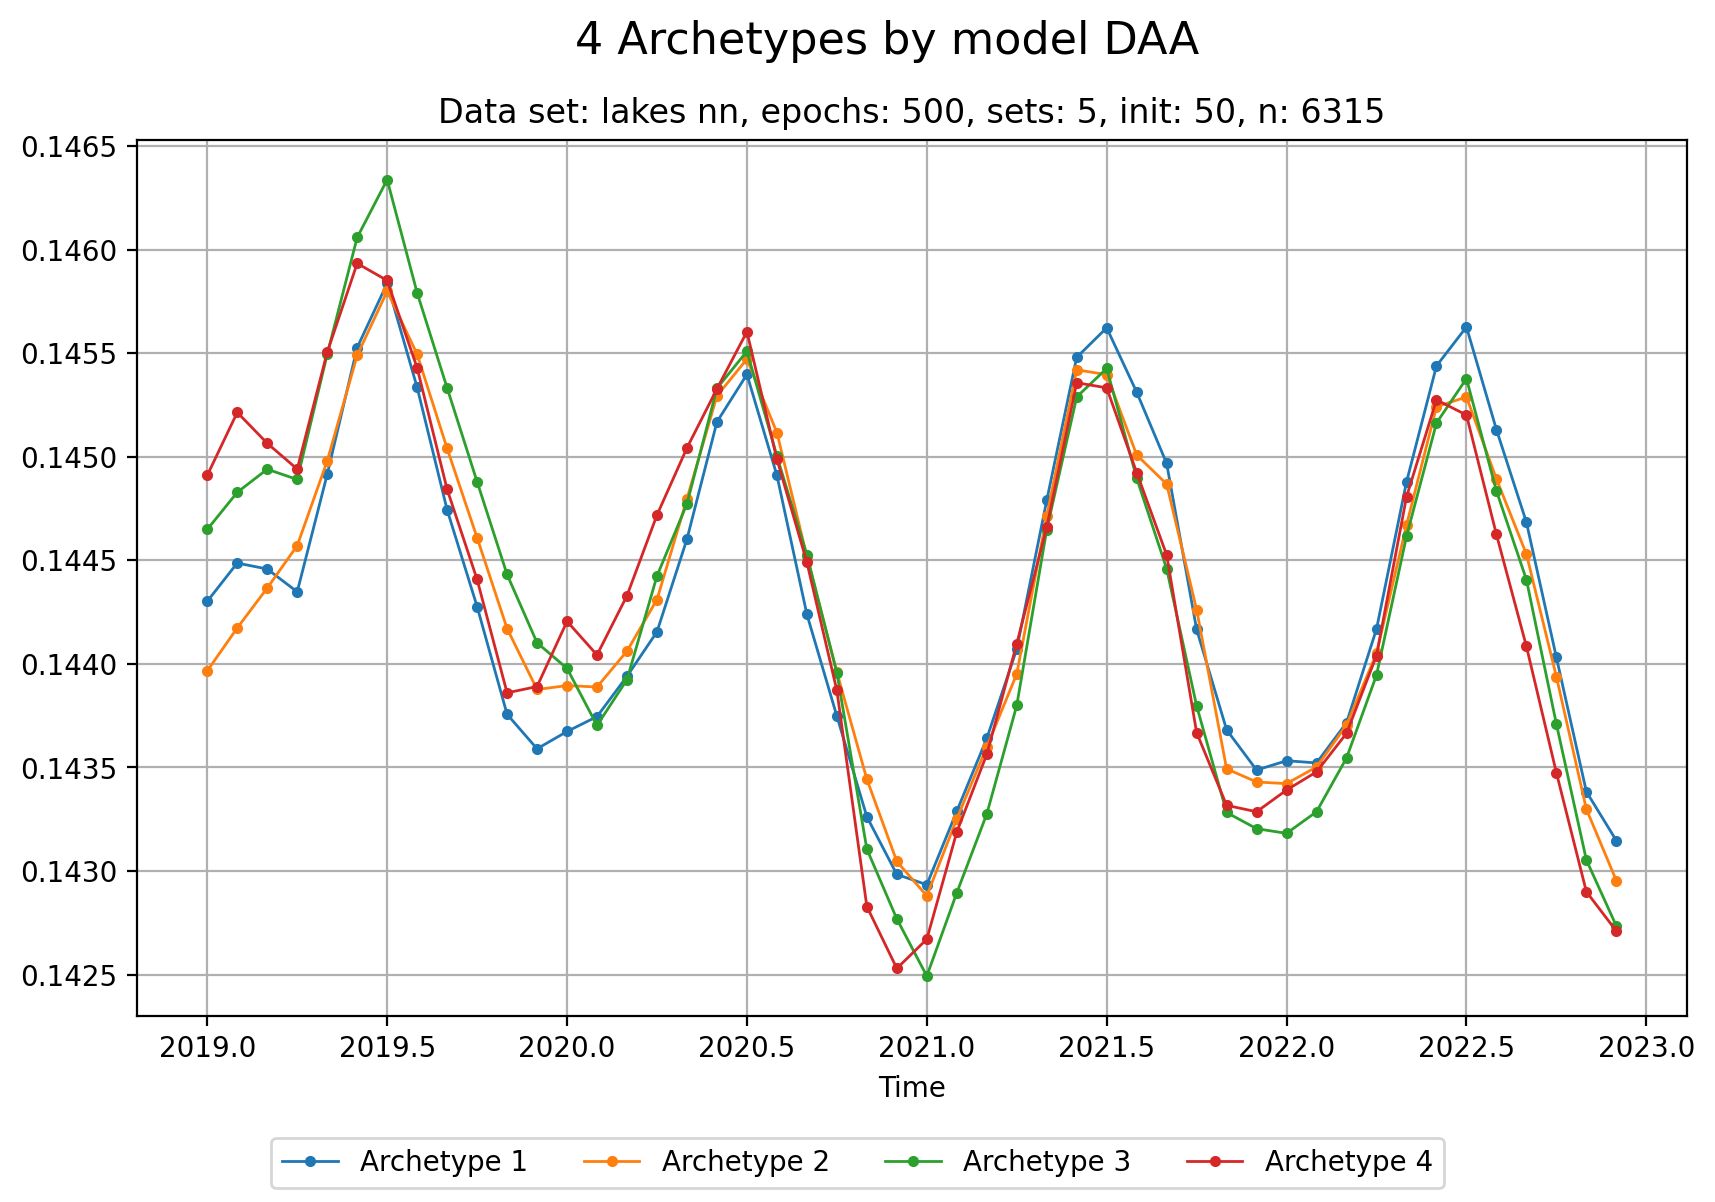 4 Archetypes by model DAA
Data set: lakes nn, epochs: 500, sets: 5, init: 50, n: 6315
0.1465
0.1460
0.1455
0.1450
0.1445
0.1440
0.1435
0.1430
0.1425
2019.0 2019.5 2020.0 2020.5 2021.0 2021.5 2022.0 2022.5 2023.0
Time
Archetype 1 Archetype 2 Archetype 3 Archetype 4